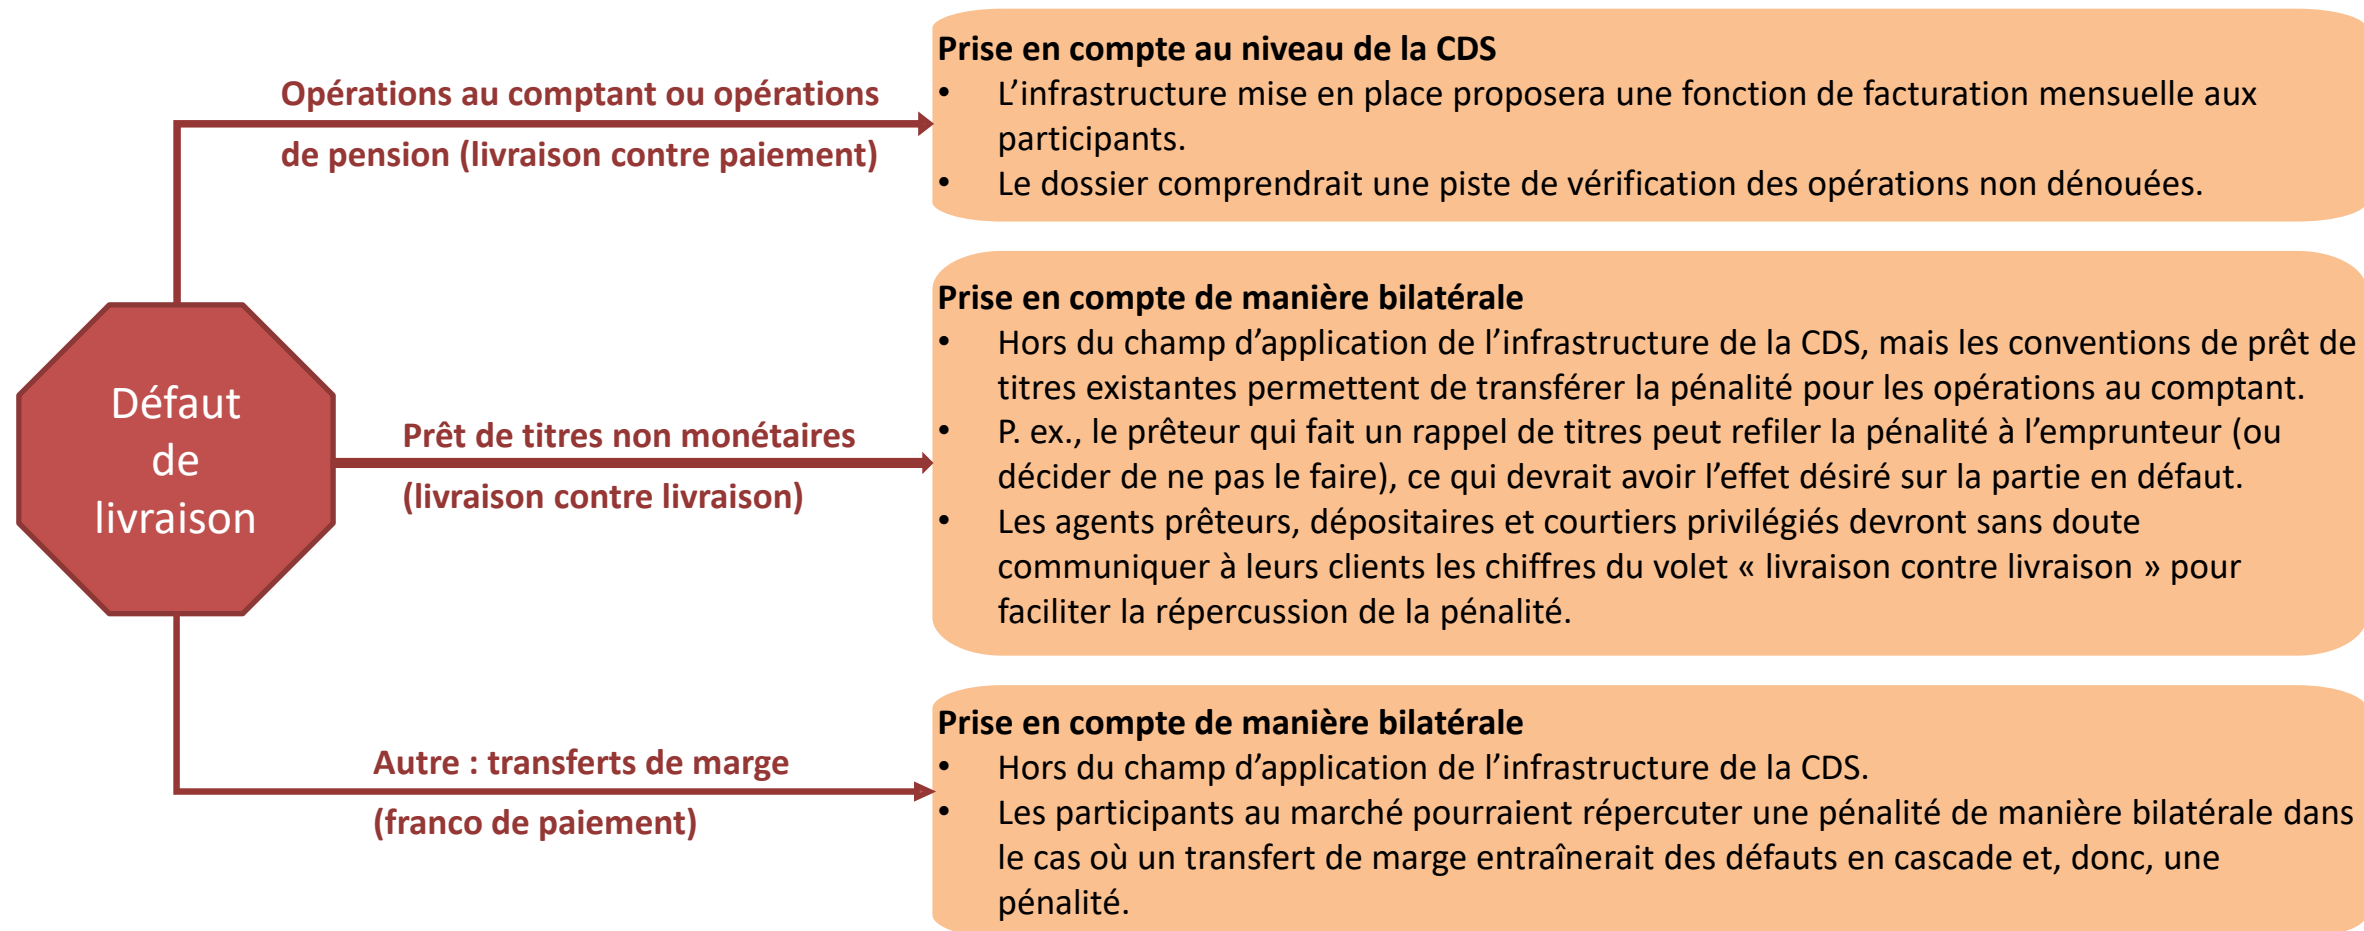 Défaut
de
livraison
Opérations au comptant ou opérations
de pension (livraison contre paiement)
Prise en compte au niveau de la CDS
• L’infrastructure mise en place proposera une fonction de facturation mensuelle aux
participants.
• Le dossier comprendrait une piste de vérification des opérations non dénouées.
Prêt de titres non monétaires
(livraison contre livraison)
Prise en compte de manière bilatérale
• Hors du champ d’application de l’infrastructure de la CDS, mais les conventions de prêt de
titres existantes permettent de transférer la pénalité pour les opérations au comptant.
• P. ex., le prêteur qui fait un rappel de titres peut refiler la pénalité à l’emprunteur (ou
décider de ne pas le faire), ce qui devrait avoir l’effet désiré sur la partie en défaut.
• Les agents prêteurs, dépositaires et courtiers privilégiés devront sans doute
communiquer à leurs clients les chiffres du volet « livraison contre livraison » pour
faciliter la répercussion de la pénalité.
Autre : transferts de marge
(franco de paiement)
Prise en compte de manière bilatérale
• Hors du champ d’application de l’infrastructure de la CDS.
• Les participants au marché pourraient répercuter une pénalité de manière bilatérale dans
le cas où un transfert de marge entraînerait des défauts en cascade et, donc, une
pénalité.